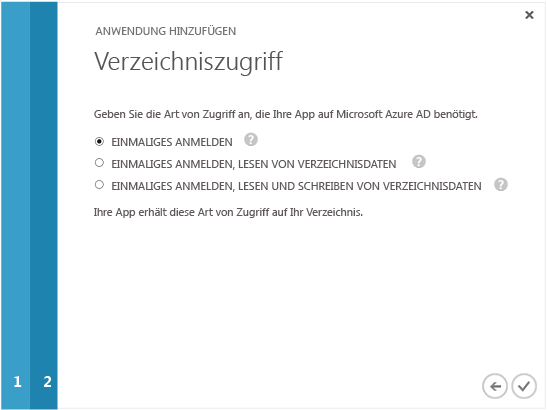 ANWENDUNG HINZUFÜGEN
Verzeichniszugriff
Geben Sie die Art von Zugriff an, die Ihre App auf Microsoft Azure AD benötigt.
EINMALIGES ANMELDEN ?
EINMALIGES ANMELDEN, LESEN VON VERZEICHNISDATEN ?
EINMALIGES ANMELDEN, LESEN UND SCHREIBEN VON VERZEICHNISDATEN ?
Ihre App erhält diese Art von Zugriff auf Ihr Verzeichnis.
1 2